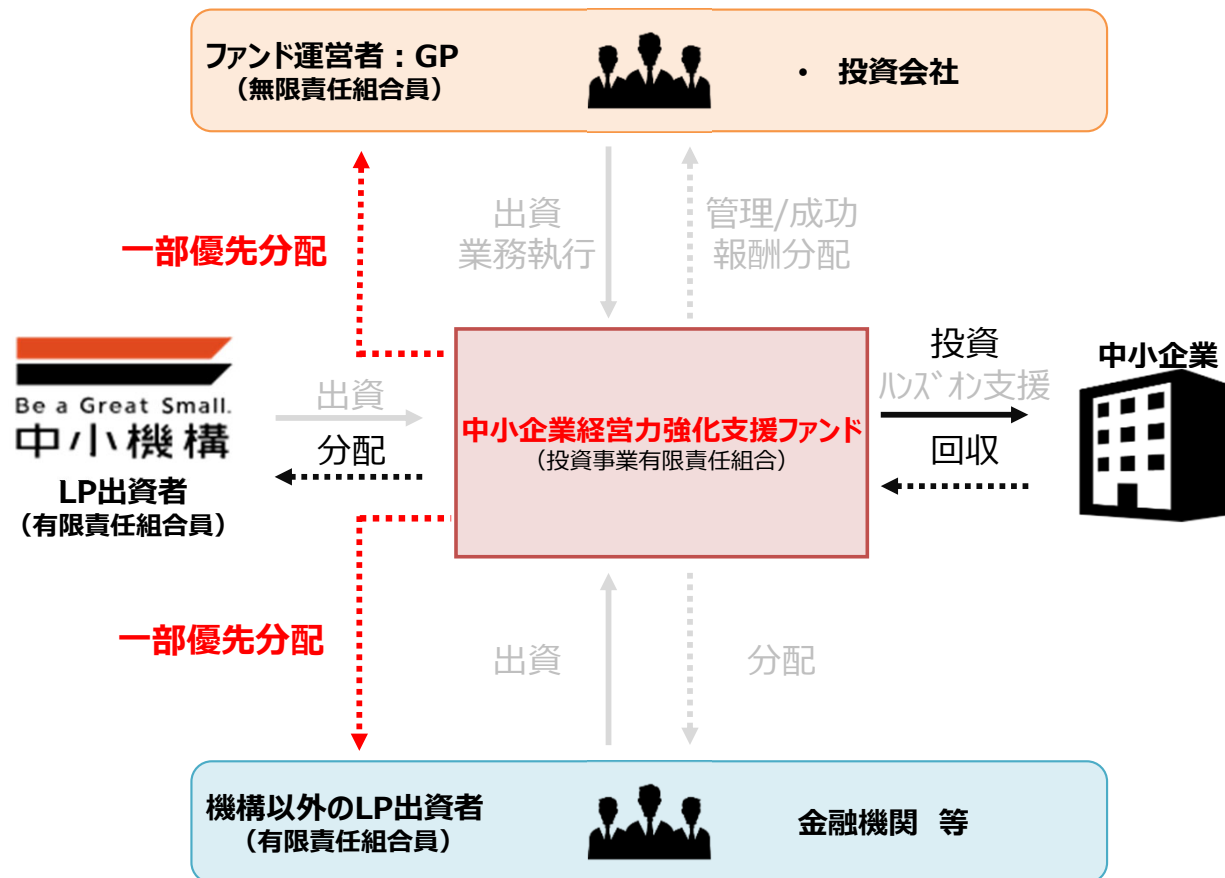 ファンド運営者：GP
（無限責任組合員）
・ 投資会社
出資
業務執行
管理/成功
報酬分配
一部優先分配
Be a Great Small.
中小機構
LP出資者
（有限責任組合員）
出資
分配
中小企業経営力強化支援ファンド
（投資事業有限責任組合）
投資
ﾊﾝｽﾞｵﾝ支援
回収
中小企業
一部優先分配
出資
分配
機構以外のLP出資者
（有限責任組合員）
金融機関 等